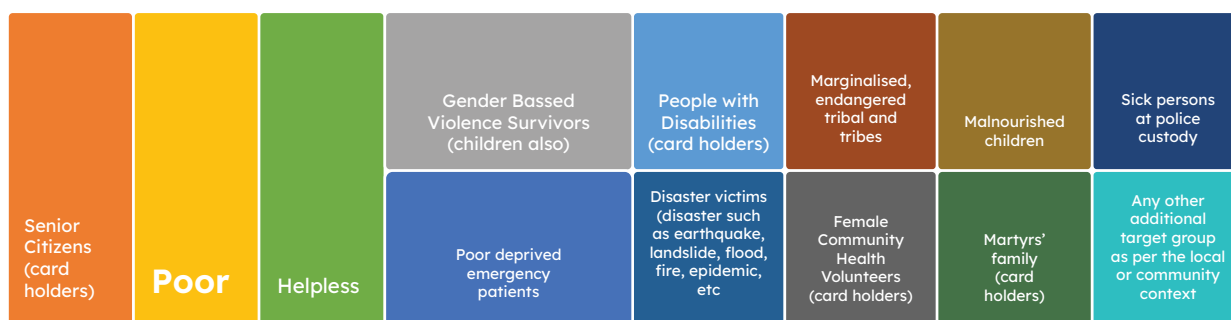 Senior
Citizens
(card
holders)
Poor
Helpless
Gender Bassed
Violence Survivors
(children also)
People with
Disabilities
(card holders)
Marginalised,
endangered
tribal and
tribes
Malnourished
children
Sick persons
at police
custody
Poor deprived
emergency
patients
Disaster victims
(disaster such
as earthquake,
landslide, flood,
fire, epidemic,
etc
Female
Community
Health
Volunteers
(card holders)
Martyrs’
family
(card
holders)
Any other
additional
target group
as per the local
or community
context